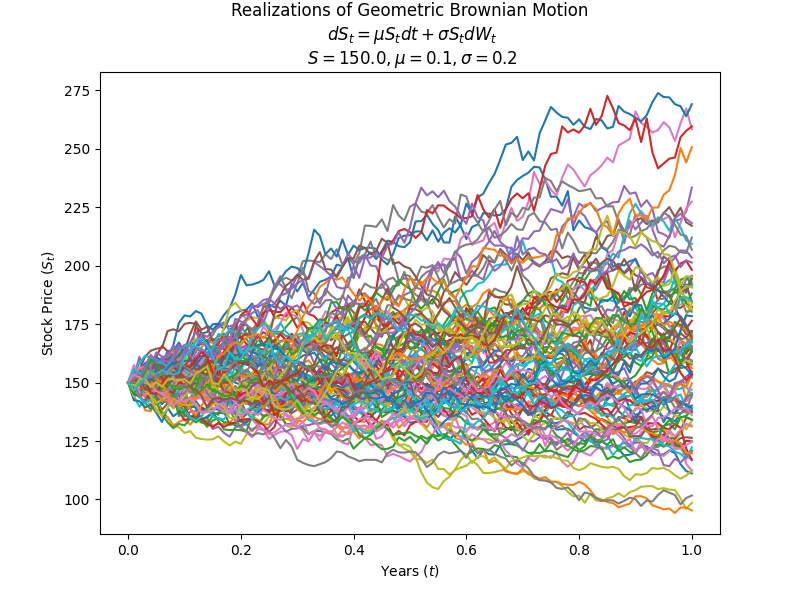 Realizations of Geometric Brownian Motion
dS_t = μS_t dt + σS_t dW_t
S = 150.0, μ = 0.1, σ = 0.2
275
250
225
200
175
150
125
100
Stock Price (S_t)
0.0 0.2 0.4 0.6 0.8 1.0
Years (t)